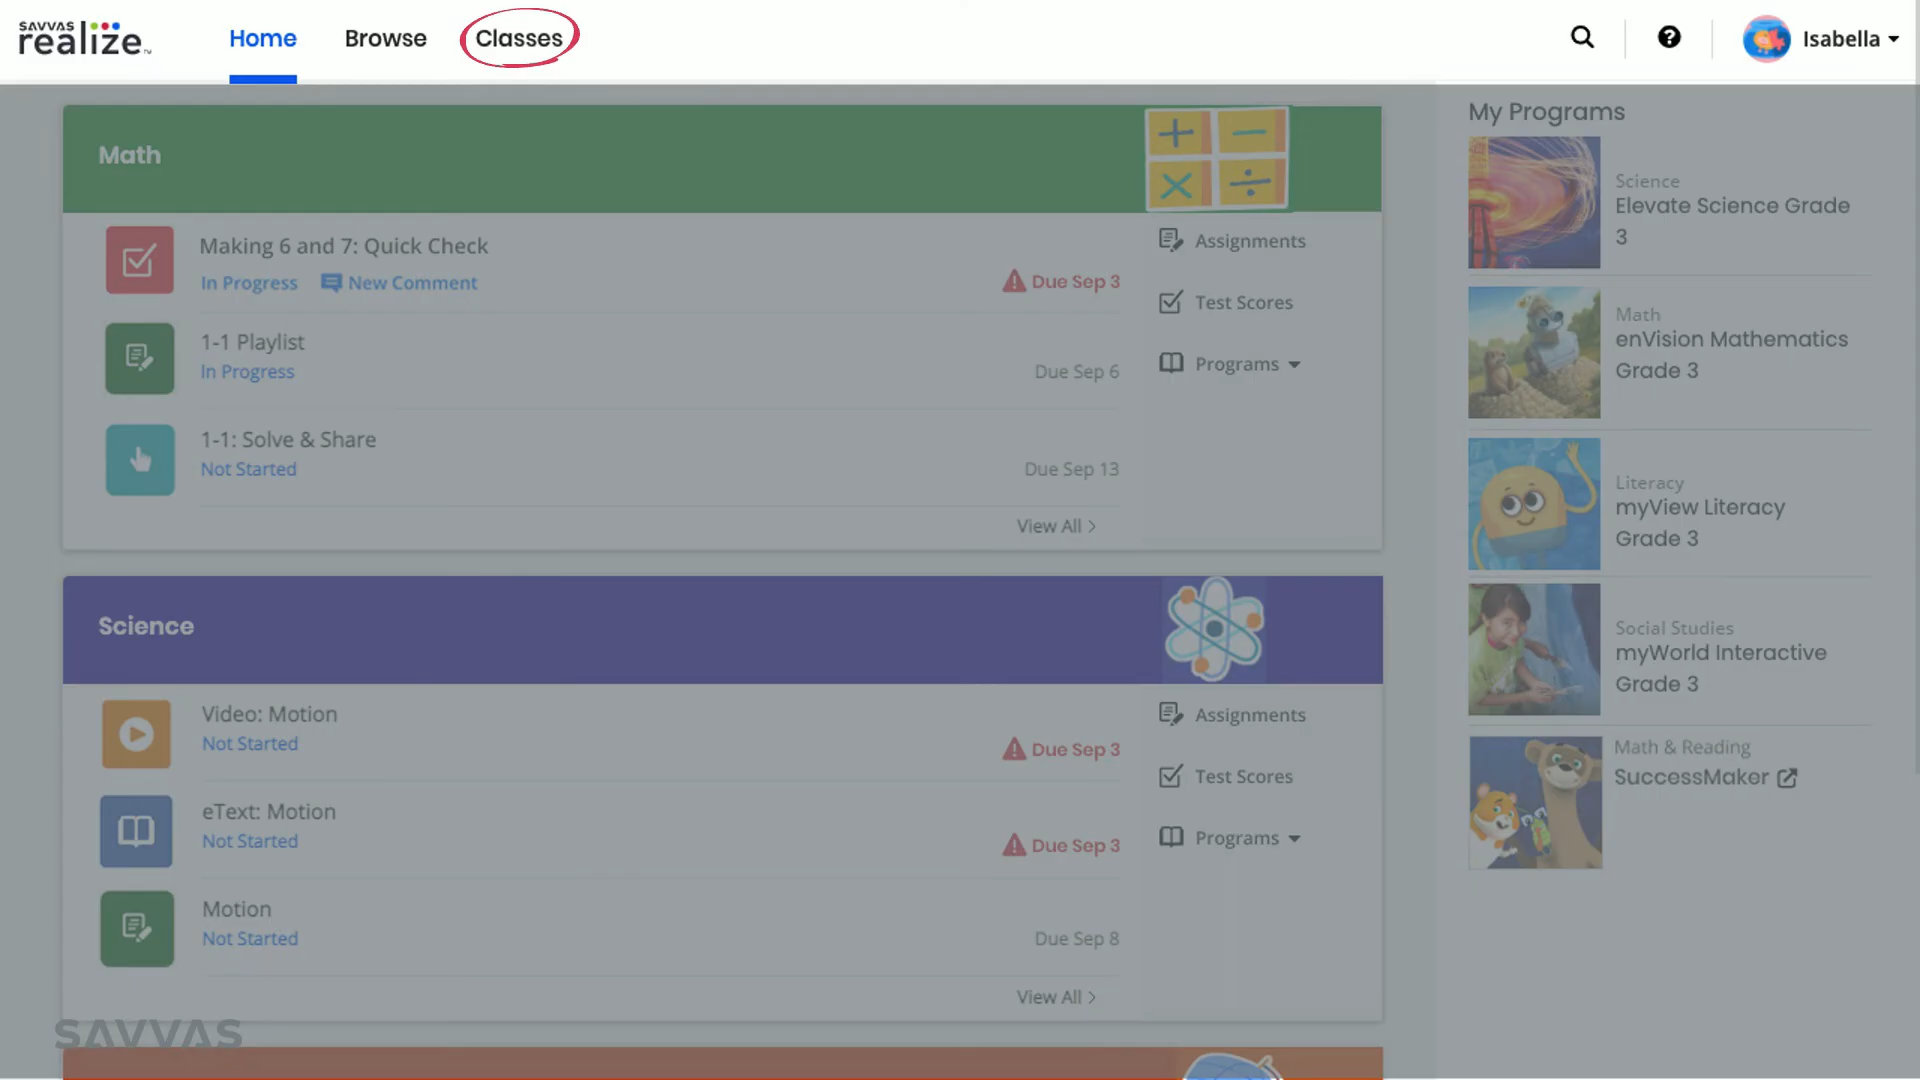 SAVVAS
realize™
Home
Browse
Classes
Isabella
Math
Making 6 and 7: Quick Check
In Progress
New Comment
Due Sep 3
1-1 Playlist
In Progress
Due Sep 6
1-1: Solve & Share
Not Started
Due Sep 13
View All >
Assignments
Test Scores
Programs
Science
Video: Motion
Not Started
Due Sep 3
eText: Motion
Not Started
Due Sep 3
Motion
Not Started
Due Sep 8
View All >
Assignments
Test Scores
Programs
My Programs
Science
Elevate Science Grade
3
Math
enVision Mathematics
Grade 3
Literacy
myView Literacy
Grade 3
Social Studies
myWorld Interactive
Grade 3
Math & Reading
SuccessMaker
SAVVAS